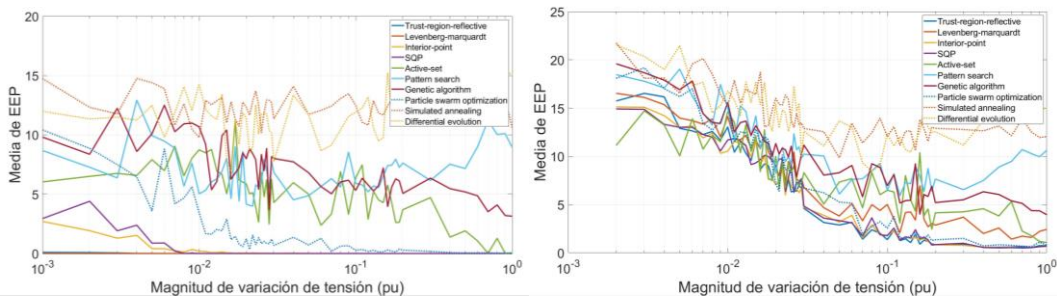 20
15
10
5
0
Media de EEP
10-3
10-2
10-1
100
Magnitud de variación de tensión (pu)
Trust-region-reflective
Levenberg-marquardt
Interior-point
SQP
Active-set
Pattern search
Genetic algorithm
Particle swarm optimization
Simulated annealing
Differential evolution
25
20
15
10
5
0
Media de EEP
10-3
10-2
10-1
100
Magnitud de variación de tensión (pu)
Trust-region-reflective
Levenberg-marquardt
Interior-point
SQP
Active-set
Pattern search
Genetic algorithm
Particle swarm optimization
Simulated annealing
Differential evolution